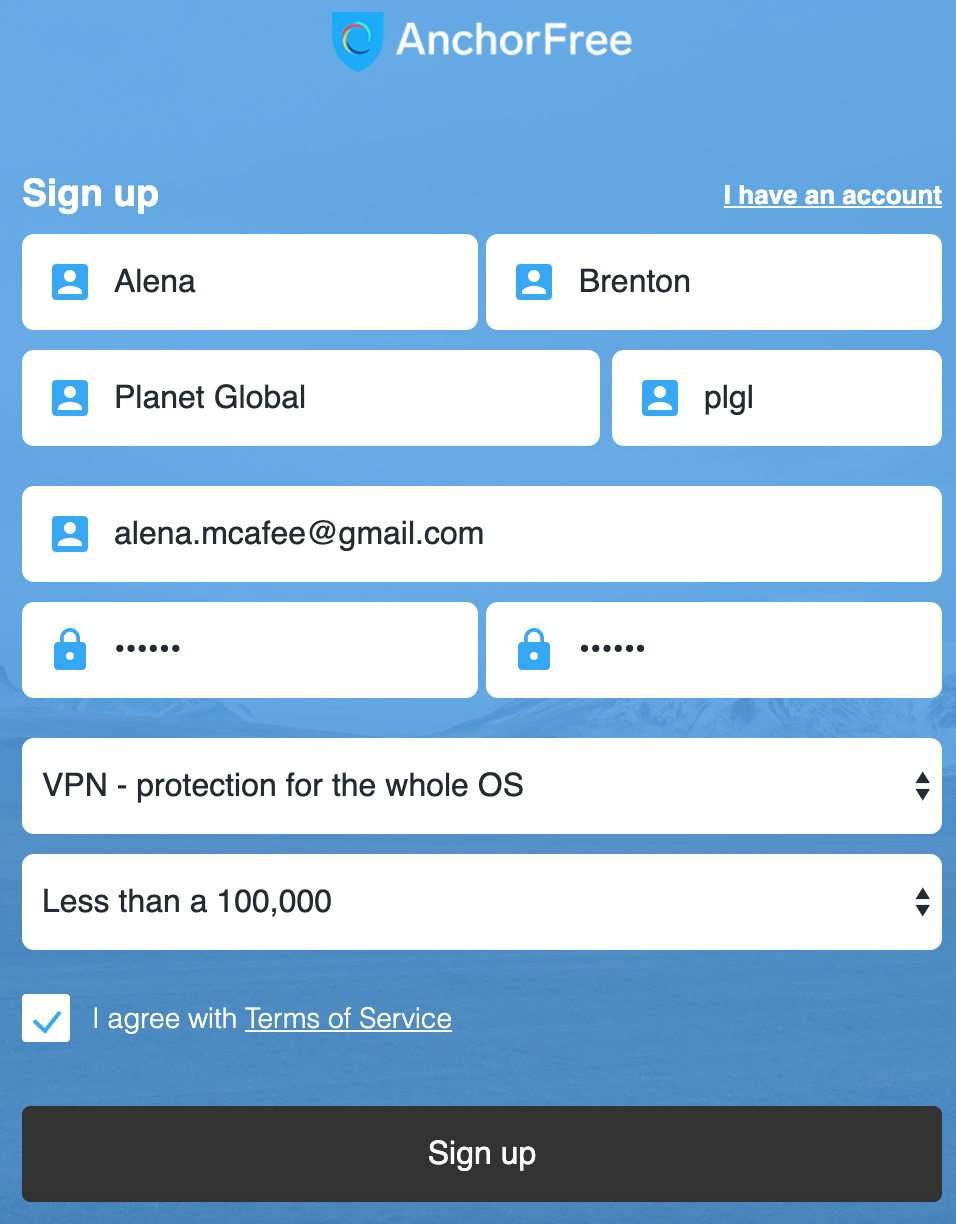 AnchorFree
Sign up
I have an account
Alena
Brenton
Planet Global
plgl
alena.mcafee@gmail.com
••••••
••••••
VPN - protection for the whole OS
Less than a 100,000
I agree with Terms of Service
Sign up